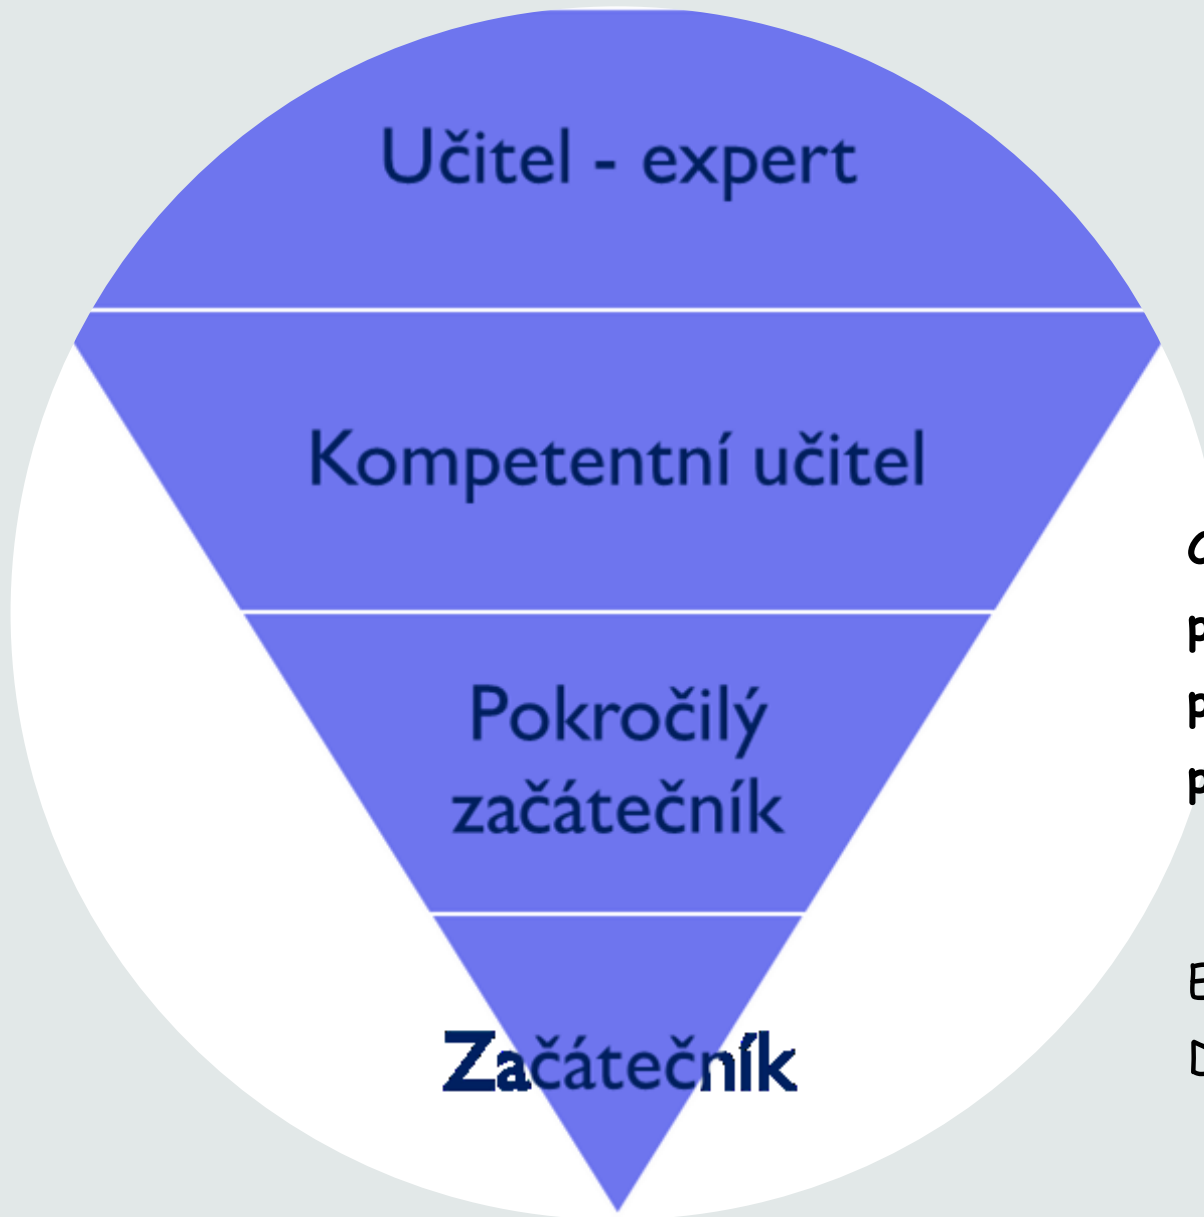 Učitel - expert
Kompetentní učitel
Pokročilý
začátečník
Začátečník